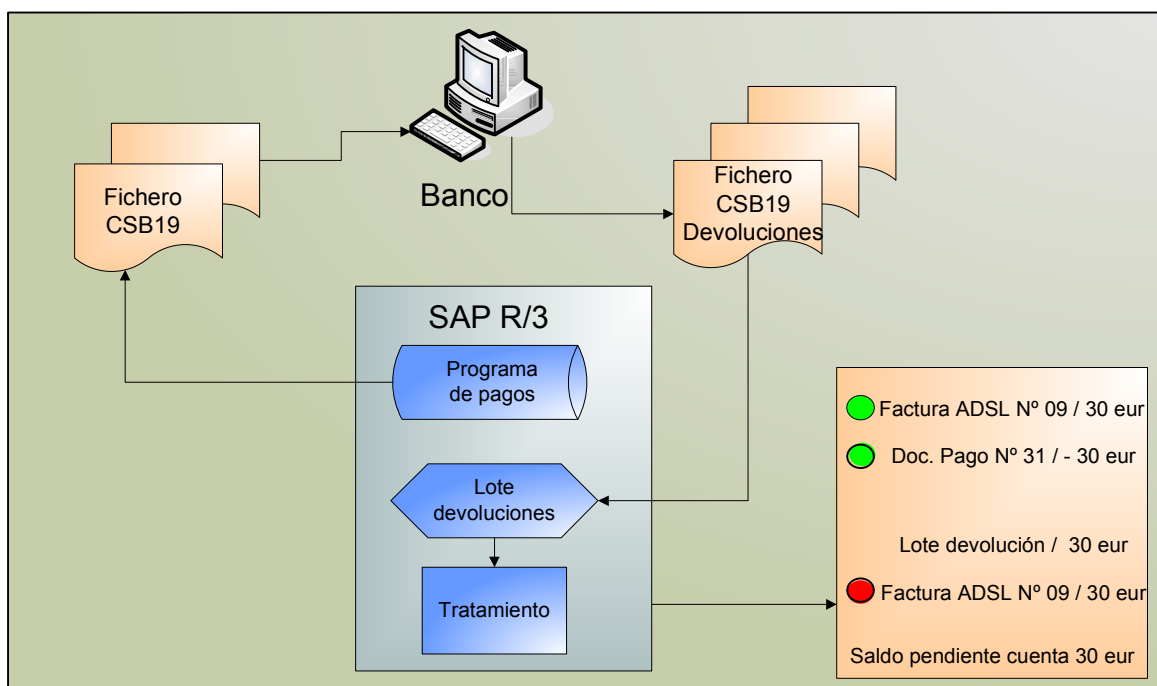 Banco
Fichero
CSB19
Fichero
CSB19
Devoluciones
SAP R/3
Programa
de pagos
Lote
devoluciones
Tratamiento
Factura ADSL Nº 09 / 30 eur
Doc. Pago Nº 31 / - 30 eur
Lote devolución / 30 eur
Factura ADSL Nº 09 / 30 eur
Saldo pendiente cuenta 30 eur